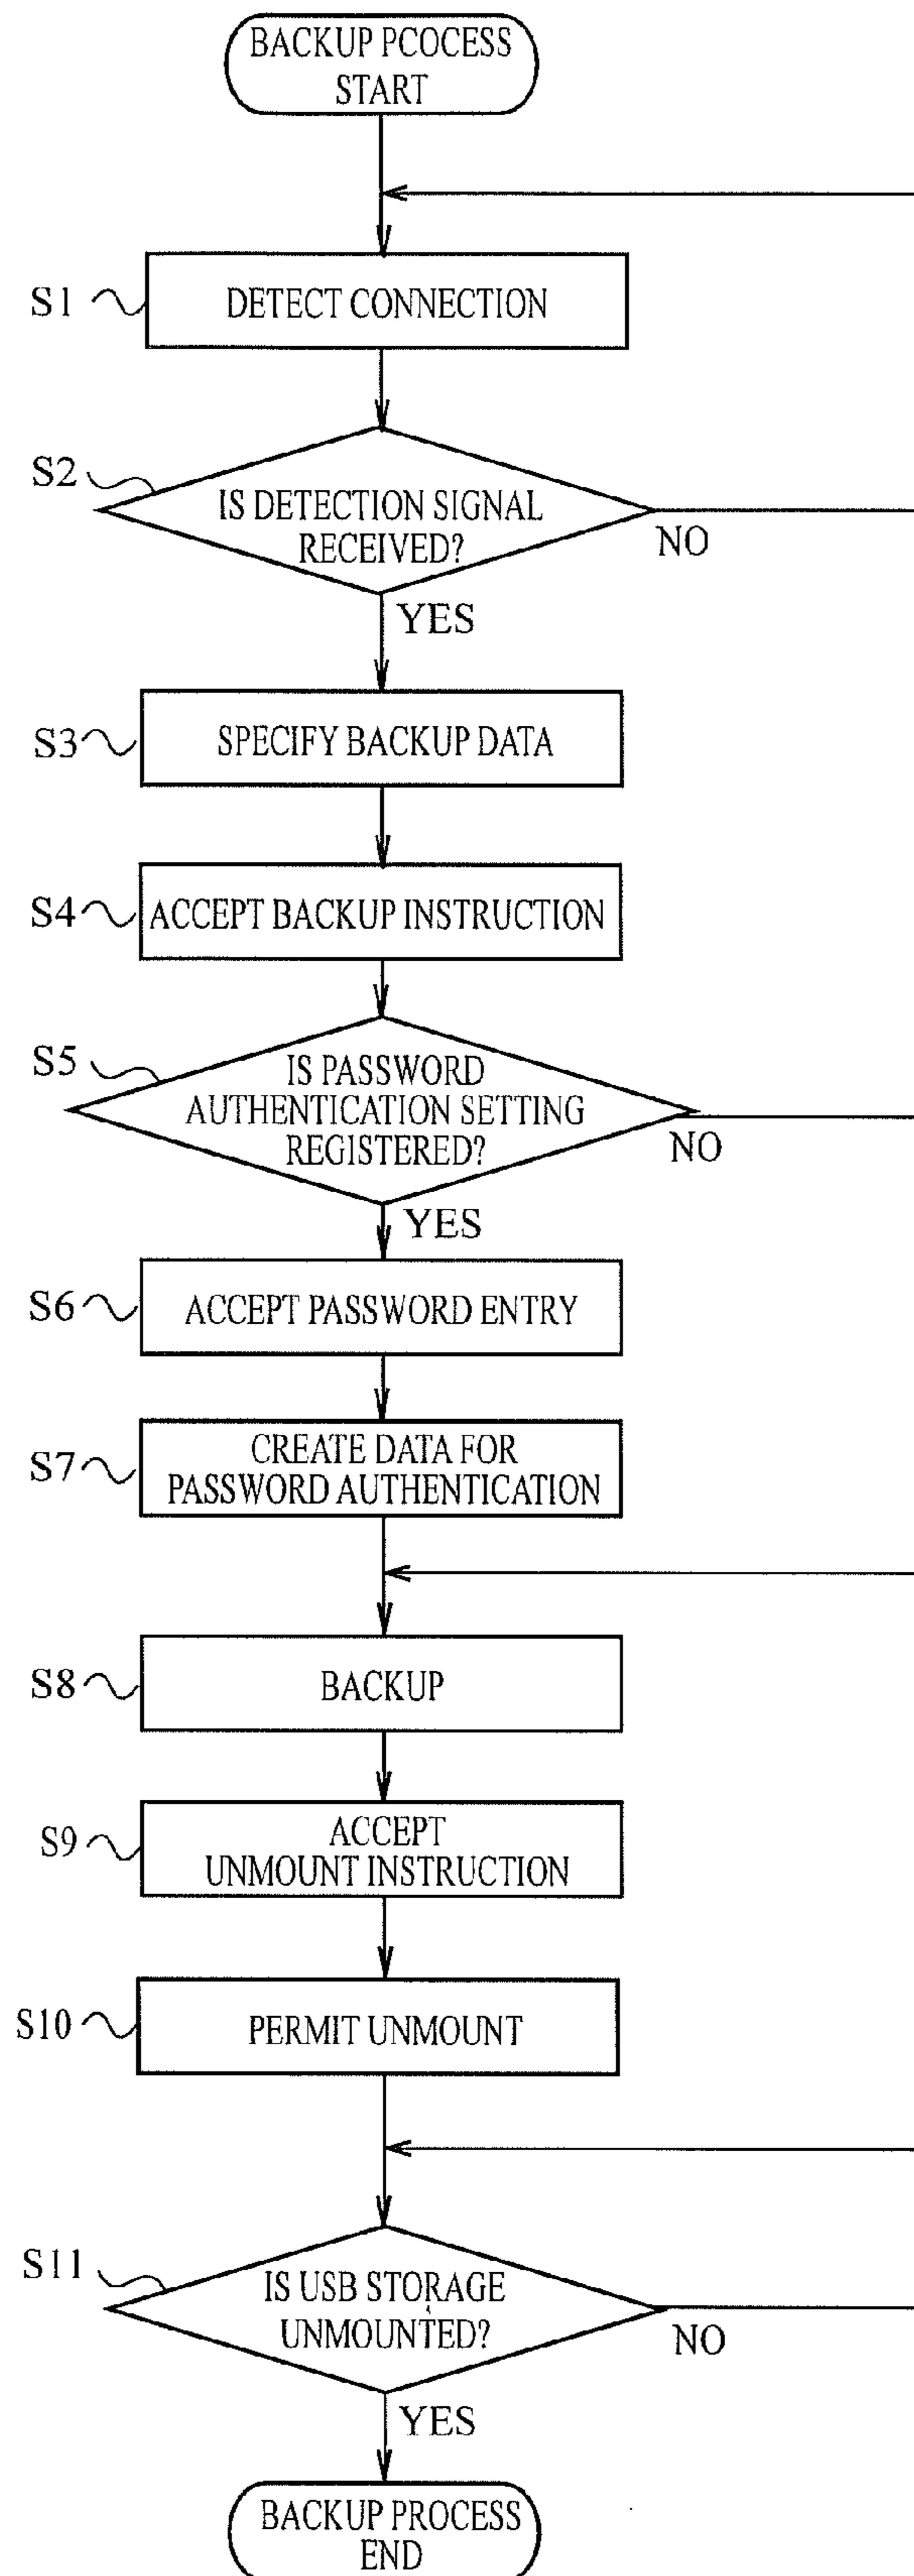 BACKUP PCOCESS
START
S1
DETECT CONNECTION
S2
IS DETECTION SIGNAL
RECEIVED?
NO
YES
S3
SPECIFY BACKUP DATA
S4
ACCEPT BACKUP INSTRUCTION
S5
IS PASSWORD
AUTHENTICATION SETTING
REGISTERED?
NO
YES
S6
ACCEPT PASSWORD ENTRY
S7
CREATE DATA FOR
PASSWORD AUTHENTICATION
S8
BACKUP
S9
ACCEPT
UNMOUNT INSTRUCTION
S10
PERMIT UNMOUNT
S11
IS USB STORAGE
UNMOUNTED?
NO
YES
BACKUP PROCESS
END